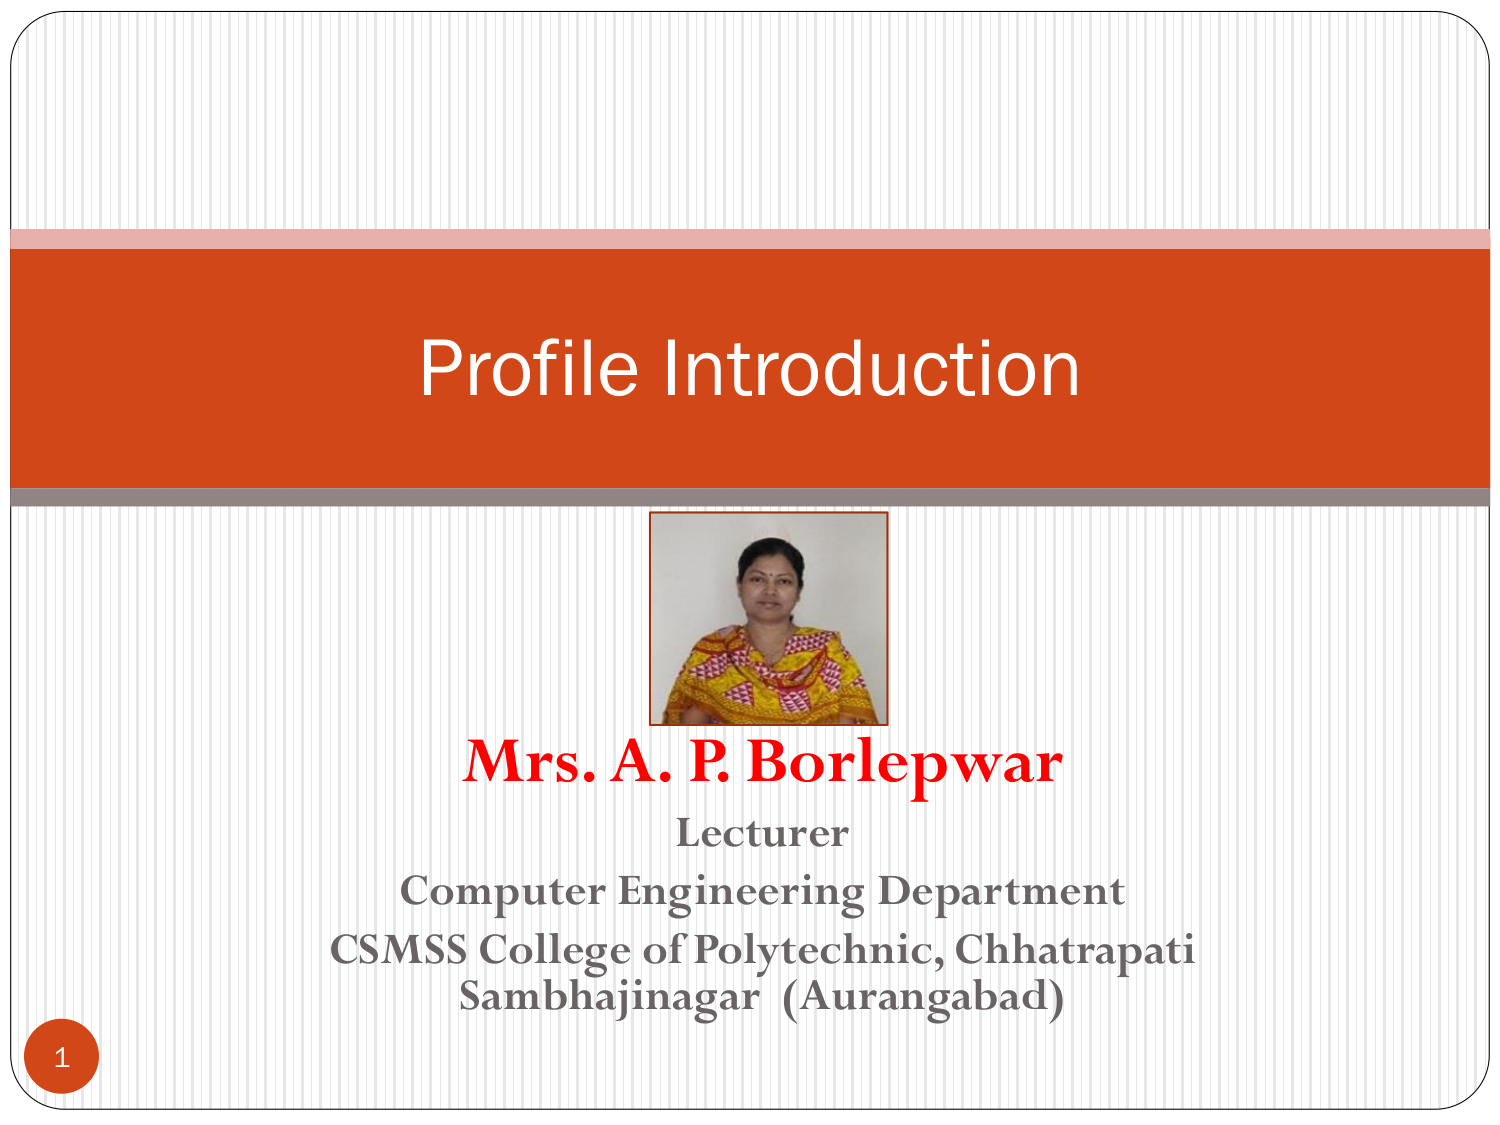 Profile Introduction
Mrs. A. P. Borlepwar
Lecturer
Computer Engineering Department
CSMSS College of Polytechnic, Chhatrapati
Sambhajinagar (Aurangabad)
1